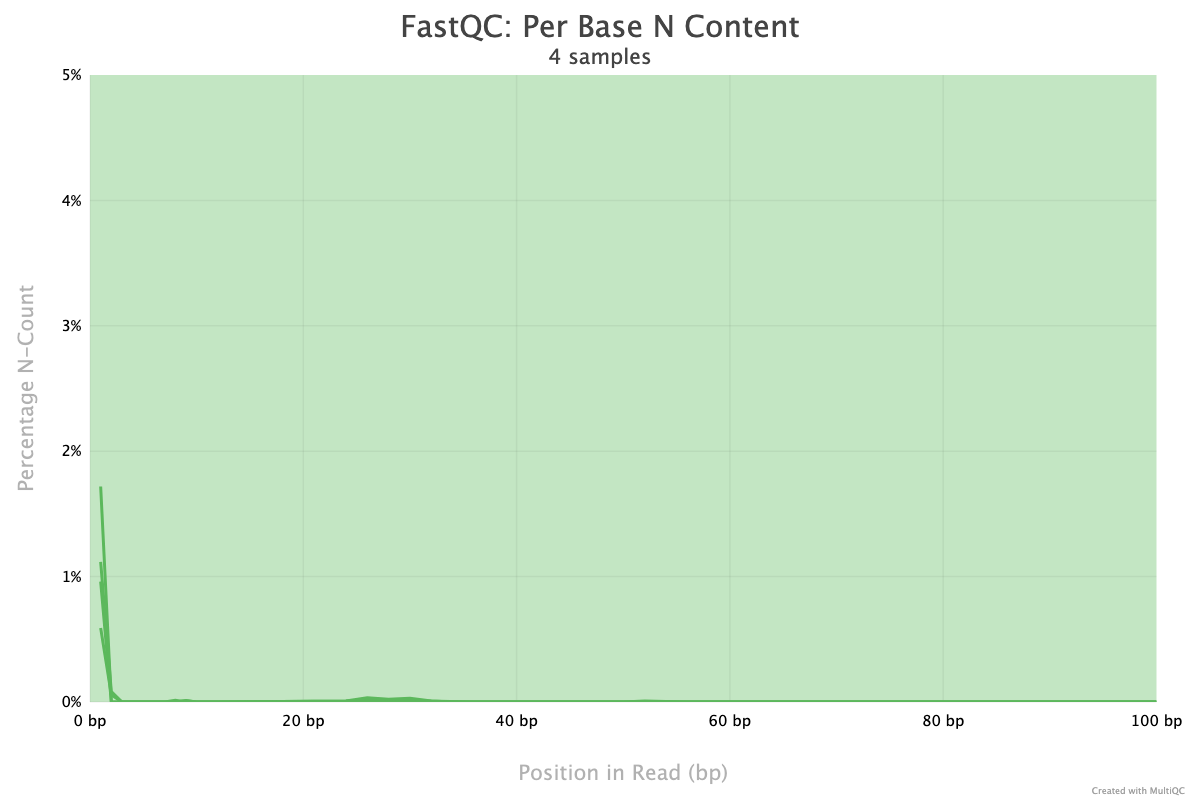 FastQC: Per Base N Content
4 samples
5%
4%
3%
2%
1%
0%
Percentage N-Count
0 bp
20 bp
40 bp
60 bp
80 bp
100 bp
Position in Read (bp)
Created with MultiQC